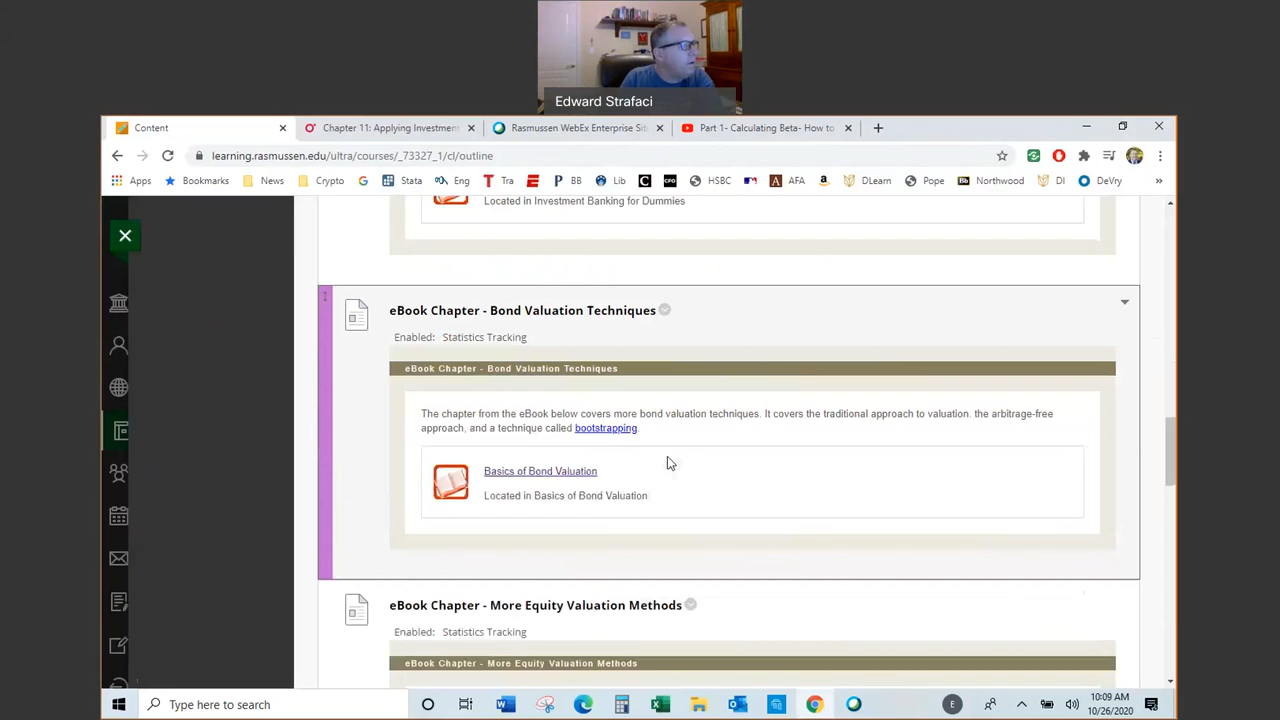 Edward Strafaci
Content
Chapter 11: Applying Investment
Rasmussen WebEx Enterprise Sit
Part 1- Calculating Beta- How to
learning.rasmussen.edu/ultra/courses/_73327_1/cl/outline
Apps Bookmarks News Crypto Stata Eng Tra BB Lib HSBC AFA DLearn Pope Northwood DI DeVry »
Located in Investment Banking for Dummies
eBook Chapter - Bond Valuation Techniques
Enabled: Statistics Tracking
eBook Chapter - Bond Valuation Techniques
The chapter from the eBook below covers more bond valuation techniques. It covers the traditional approach to valuation. the arbitrage-free
approach, and a technique called bootstrapping.
Basics of Bond Valuation
Located in Basics of Bond Valuation
eBook Chapter - More Equity Valuation Methods
Enabled: Statistics Tracking
eBook Chapter - More Equity Valuation Methods
Type here to search
E
10:09 AM
10/26/2020